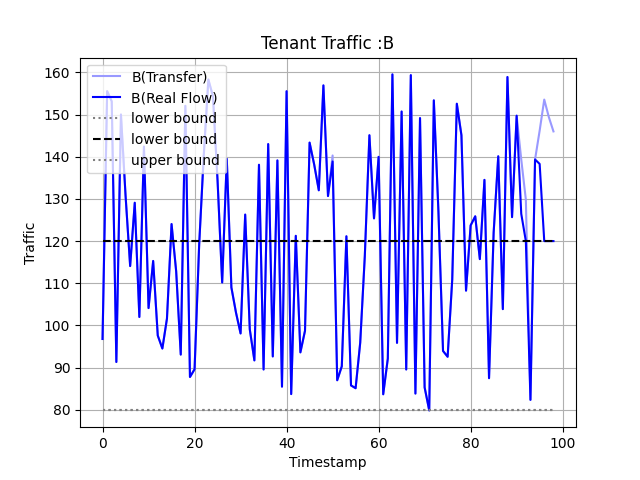 Tenant Traffic :B
160
150
140
130
120
110
100
90
80
Traffic
B(Transfer)
B(Real Flow)
lower bound
lower bound
upper bound
0
20
40
60
80
100
Timestamp